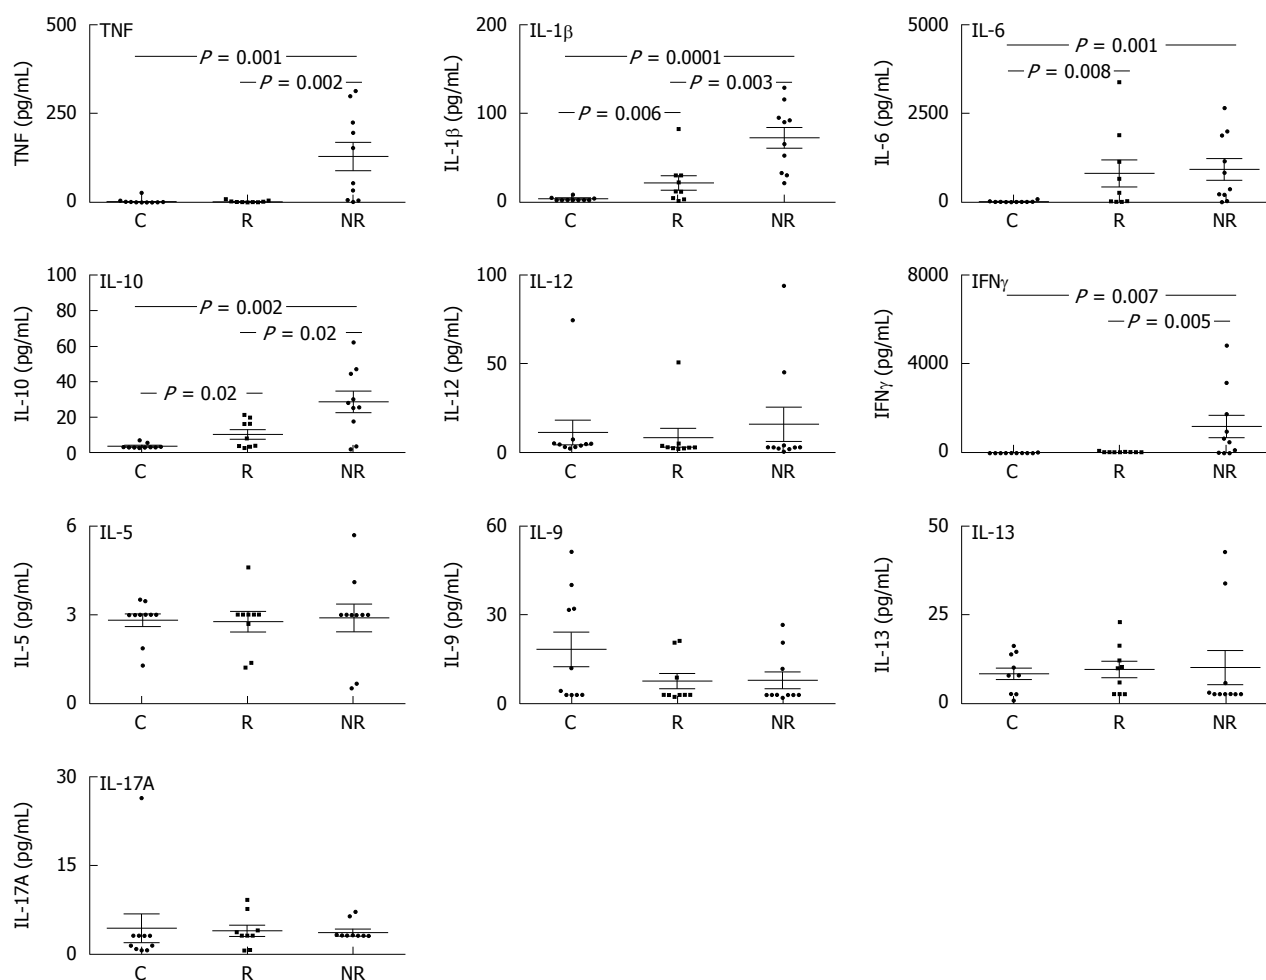 TNF
TNF (pg/mL)
500
250
0
P = 0.001
P = 0.002
C R NR
IL-1β
IL-1β (pg/mL)
200
100
0
P = 0.0001
P = 0.003
P = 0.006
C R NR
IL-6
IL-6 (pg/mL)
5000
2500
0
P = 0.001
P = 0.008
C R NR
IL-10
IL-10 (pg/mL)
100
80
60
40
20
0
P = 0.002
P = 0.02
P = 0.02
C R NR
IL-12
IL-12 (pg/mL)
100
50
0
C R NR
IFNγ
IFNγ (pg/mL)
8000
4000
0
P = 0.007
P = 0.005
C R NR
IL-5
IL-5 (pg/mL)
6
3
0
C R NR
IL-9
IL-9 (pg/mL)
60
30
0
C R NR
IL-13
IL-13 (pg/mL)
50
25
0
C R NR
IL-17A
IL-17A (pg/mL)
30
15
0
C R NR